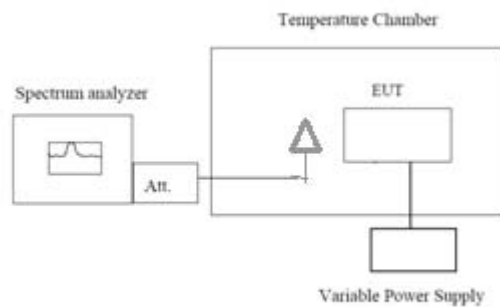 Temperature Chamber
Spectrum analyzer
EUT
Att.
Variable Power Supply